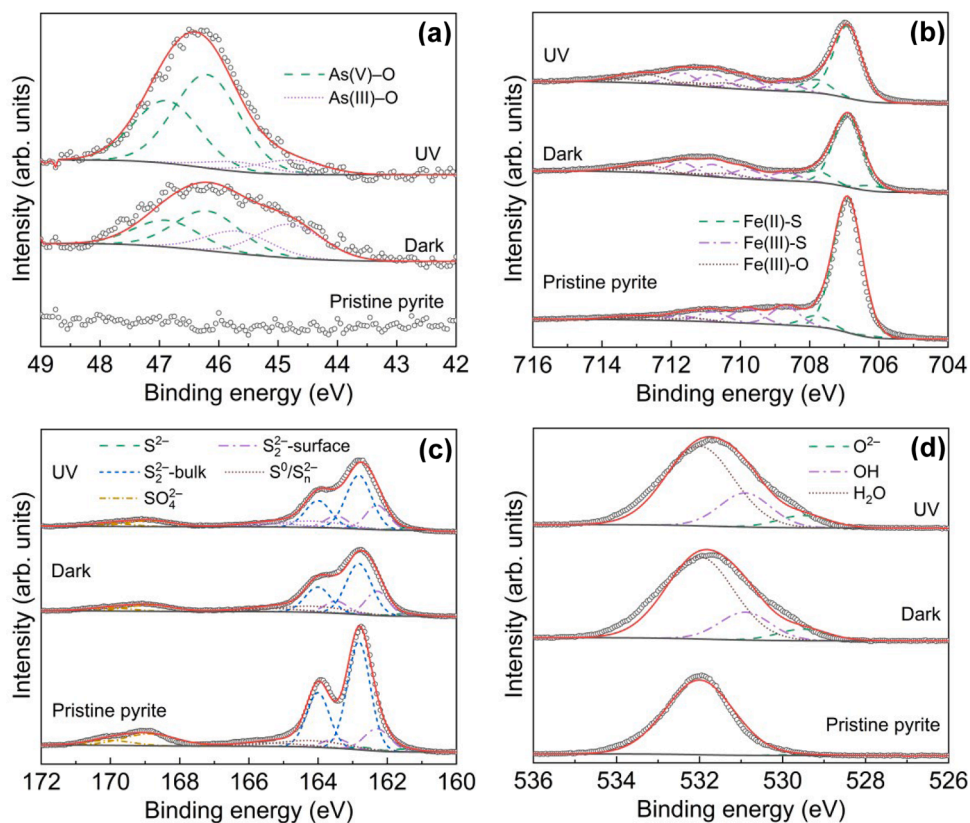 (a)
As(V)–O
As(III)–O
UV
Dark
Pristine pyrite
Intensity (arb. units)
49 48 47 46 45 44 43 42
Binding energy (eV)
(b)
UV
Dark
Fe(II)-S
Fe(III)-S
Fe(III)-O
Pristine pyrite
Intensity (arb. units)
716 714 712 710 708 706 704
Binding energy (eV)
(c)
S²⁻ S₂²⁻-surface
UV S₂²⁻-bulk S⁰/Sₙ²⁻
SO₄²⁻
Dark
Pristine pyrite
Intensity (arb. units)
172 170 168 166 164 162 160
Binding energy (eV)
(d)
O²⁻
OH
H₂O
UV
Dark
Pristine pyrite
Intensity (arb. units)
536 534 532 530 528 526
Binding energy (eV)